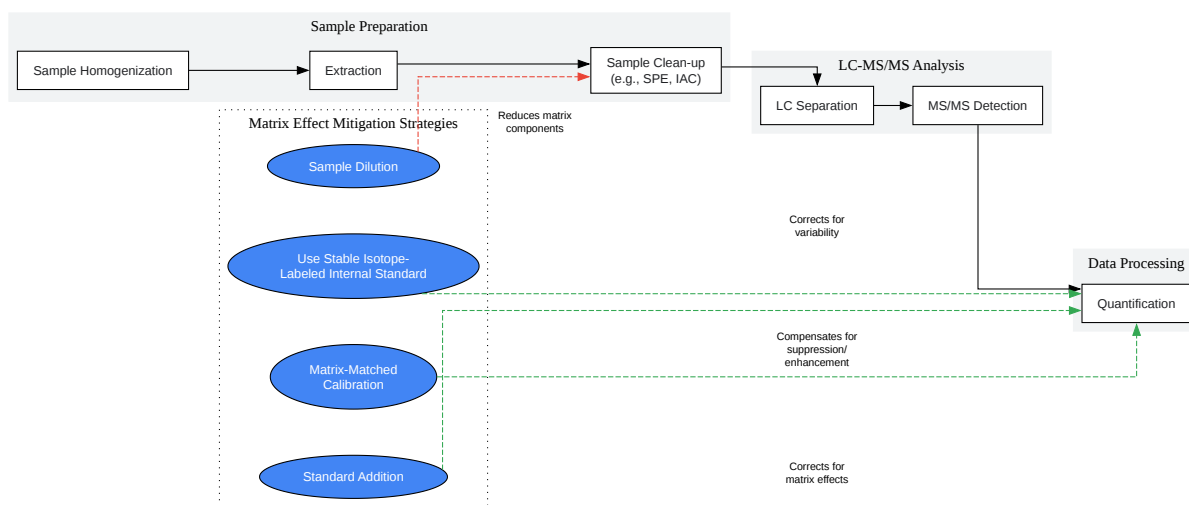 Sample Preparation
Sample Homogenization
Extraction
Sample Clean-up
(e.g., SPE, IAC)
LC-MS/MS Analysis
LC Separation
MS/MS Detection
Matrix Effect Mitigation Strategies
Reduces matrix
components
Sample Dilution
Use Stable Isotope-
Labeled Internal Standard
Corrects for
variability
Data Processing
Quantification
Matrix-Matched
Calibration
Compensates for
suppression/
enhancement
Standard Addition
Corrects for
matrix effects